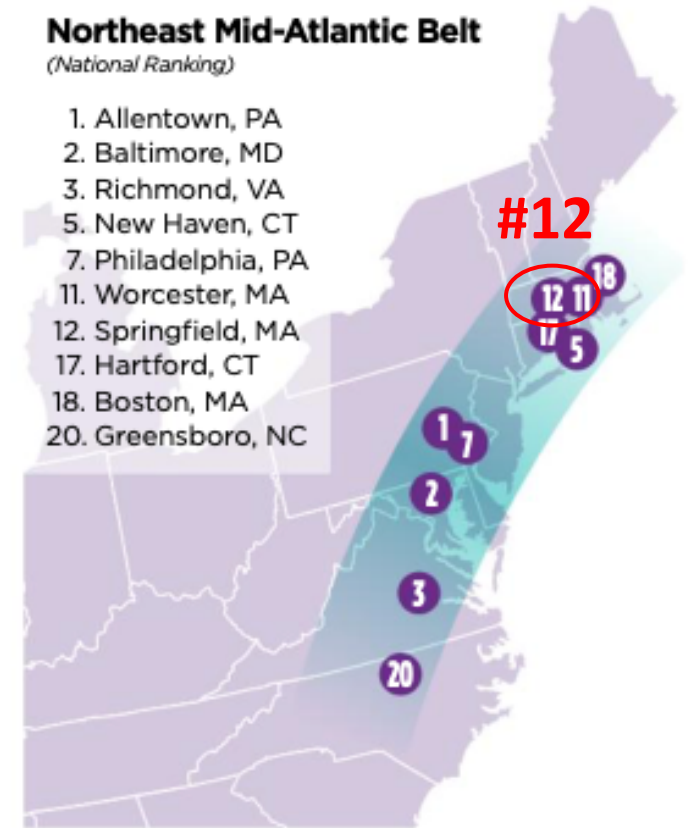 Northeast Mid-Atlantic Belt
(National Ranking)
1. Allentown, PA
2. Baltimore, MD
3. Richmond, VA
5. New Haven, CT
7. Philadelphia, PA
11. Worcester, MA
12. Springfield, MA
17. Hartford, CT
18. Boston, MA
20. Greensboro, NC
#12
18
12
11
17
5
1
7
2
3
20